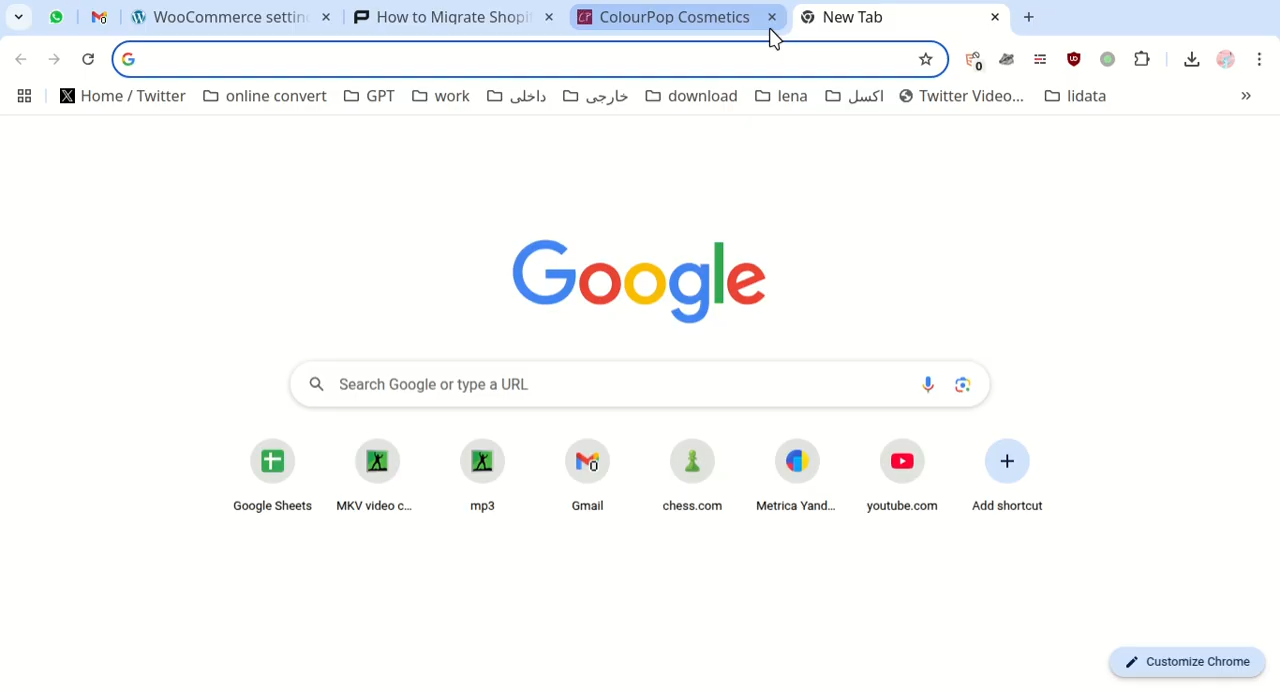 WooCommerce settin
How to Migrate Shopi
ColourPop Cosmetics
New Tab
0
Home / Twitter
online convert
GPT
work
داخلی
خارجی
download
lena
اکسل
Twitter Video...
lidata
Google
Search Google or type a URL
Google Sheets
MKV video c...
mp3
Gmail
chess.com
Metrica Yand...
youtube.com
Add shortcut
Customize Chrome